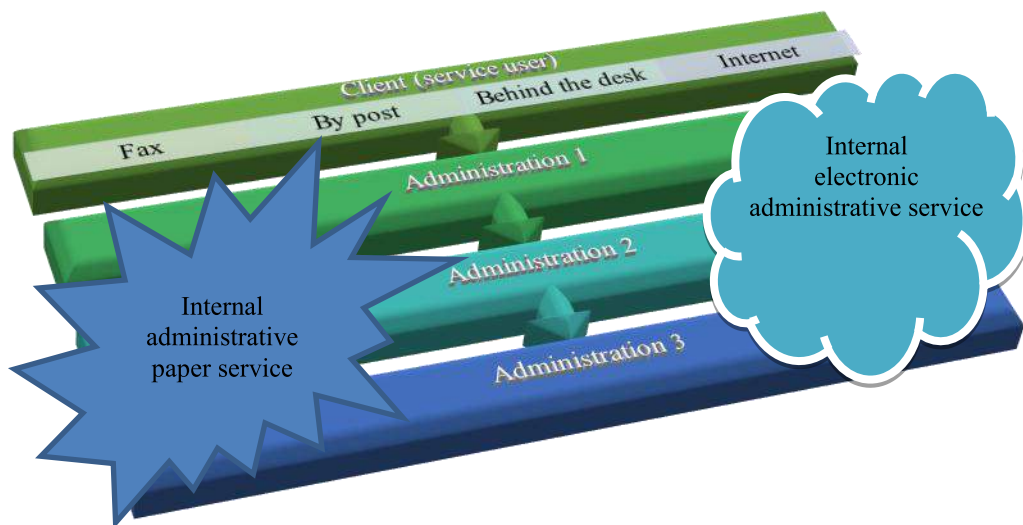 Client (service user)
Fax
By post
Behind the desk
Internet
Administration 1
Administration 2
Administration 3
Internal
administrative
paper service
Internal
electronic
administrative service